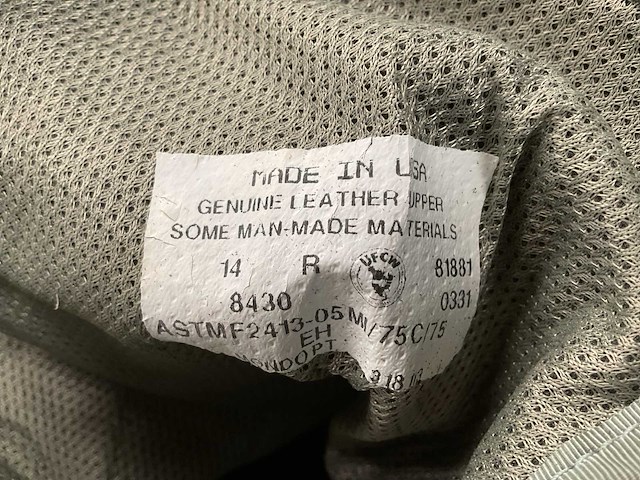 MADE IN USA
GENUINE LEATHER UPPER
SOME MAN-MADE MATERIALS
14 R UFCW 81881
8430 0331
ASTM F2413-05 M I/75 C/75
EH